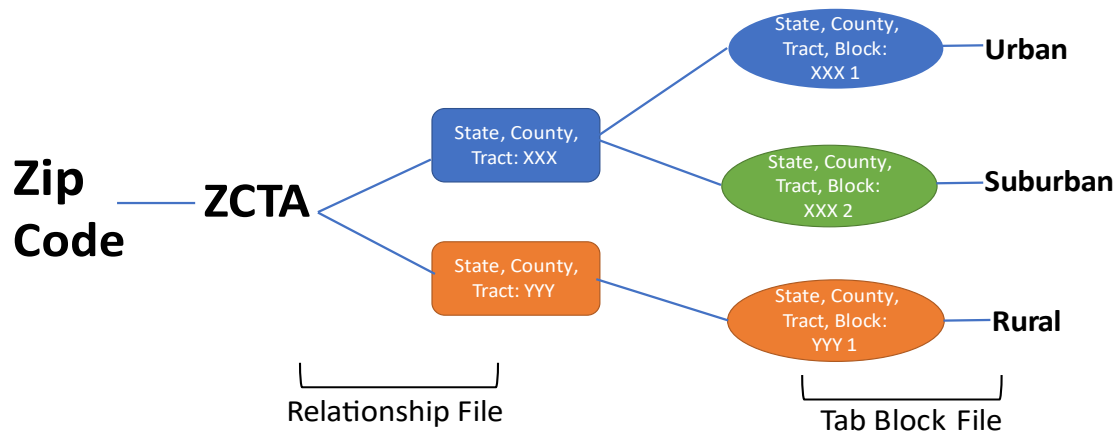 Zip
Code
ZCTA
State, County,
Tract: XXX
State, County,
Tract: YYY
State, County,
Tract, Block:
XXX 1
Urban
State, County,
Tract, Block:
XXX 2
Suburban
State, County,
Tract, Block:
YYY 1
Rural
Relationship File
Tab Block File